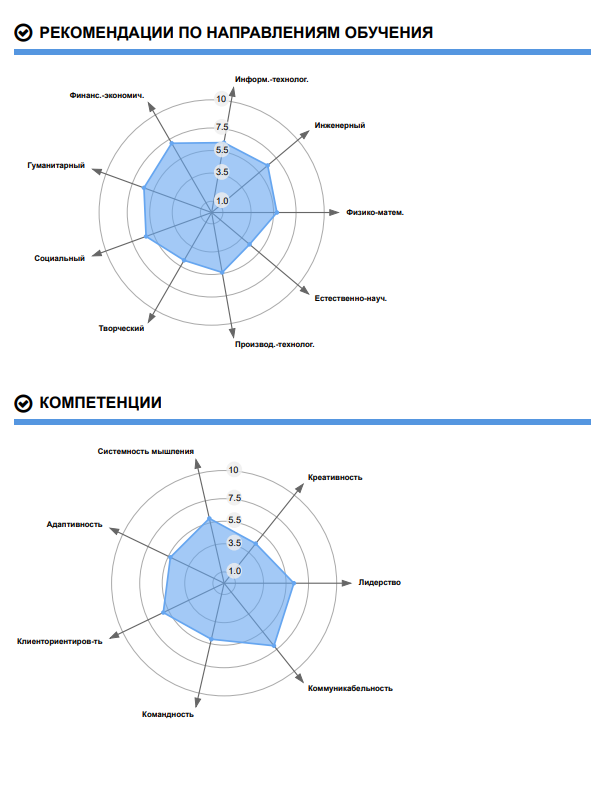 РЕКОМЕНДАЦИИ ПО НАПРАВЛЕНИЯМ ОБУЧЕНИЯ
Информ.-технолог.
Финанс.-экономич.
10
Инженерный
7.5
5.5
Гуманитарный
3.5
1.0
Физико-матем.
Социальный
Естественно-науч.
Творческий
Производ.-технолог.
КОМПЕТЕНЦИИ
Системность мышления
10
Креативность
7.5
Адаптивность
5.5
3.5
1.0
Лидерство
Клиенториентиров-ть
Коммуникабельность
Командность